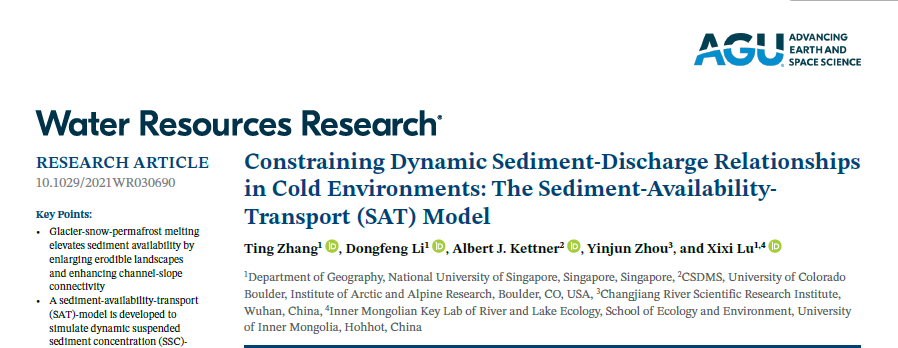 AGU ADVANCING
EARTH AND
SPACE SCIENCE
Water Resources Research®
RESEARCH ARTICLE
10.1029/2021WR030690
Key Points:
• Glacier-snow-permafrost melting
elevates sediment availability by
enlarging erodible landscapes
and enhancing channel-slope
connectivity
• A sediment-availability-transport
(SAT)-model is developed to
simulate dynamic suspended
sediment concentration (SSC)-
Constraining Dynamic Sediment-Discharge Relationships
in Cold Environments: The Sediment-Availability-
Transport (SAT) Model
Ting Zhang¹ iD, Dongfeng Li¹ iD, Albert J. Kettner² iD, Yinjun Zhou³, and Xixi Lu¹,⁴ iD
¹Department of Geography, National University of Singapore, Singapore, Singapore, ²CSDMS, University of Colorado
Boulder, Institute of Arctic and Alpine Research, Boulder, CO, USA, ³Changjiang River Scientific Research Institute,
Wuhan, China, ⁴Inner Mongolian Key Lab of River and Lake Ecology, School of Ecology and Environment, University
of Inner Mongolia, Hohhot, China